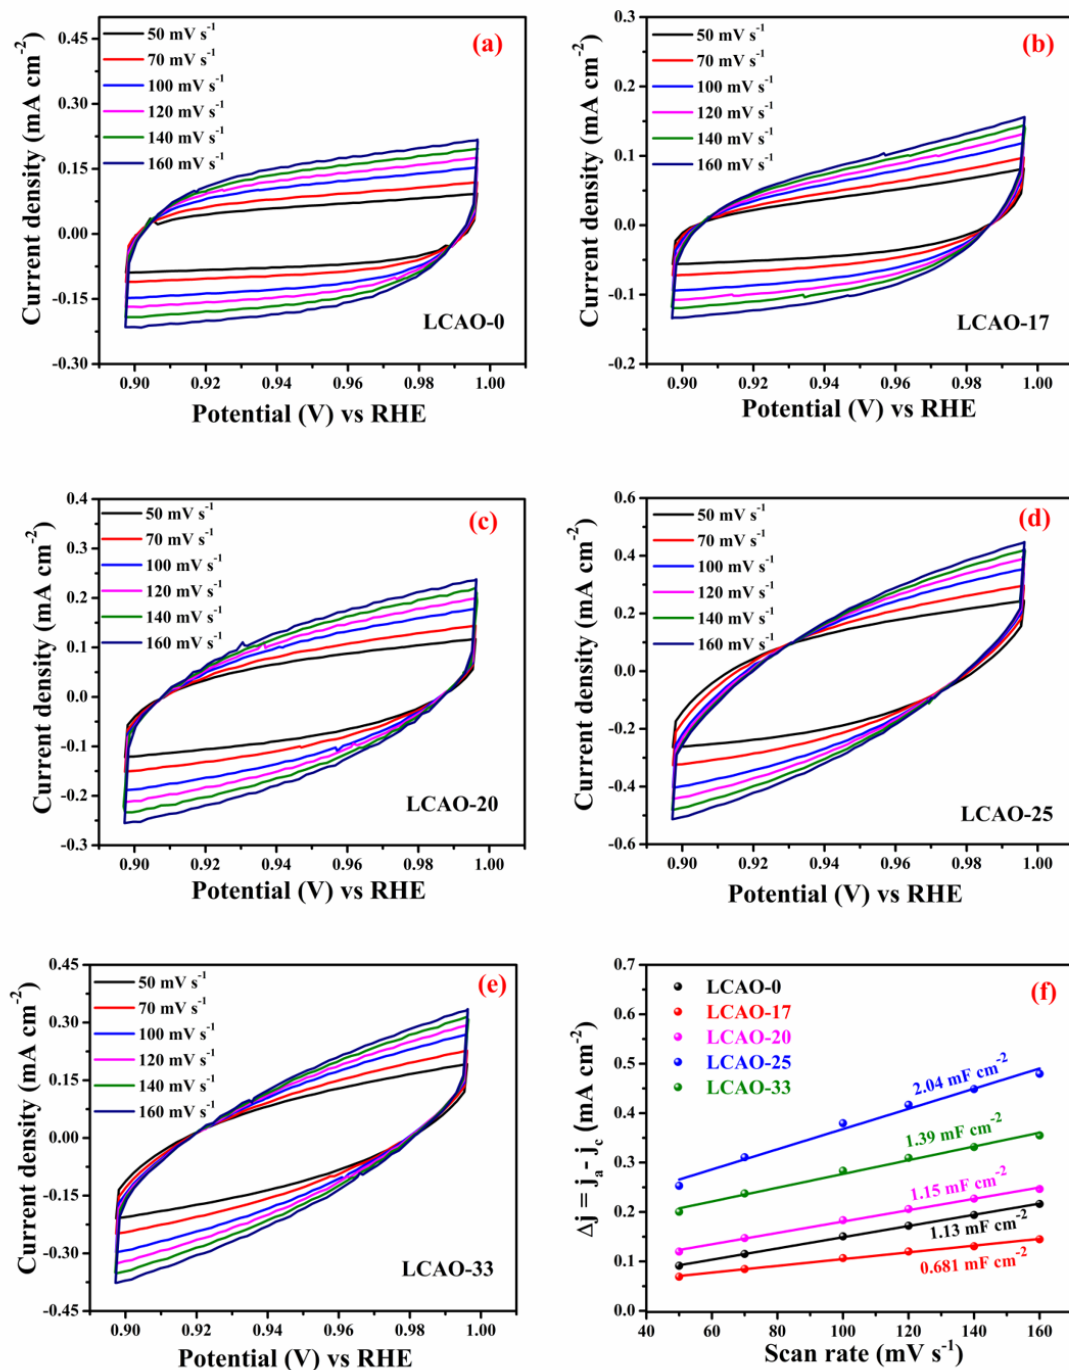 (a)
50 mV s-1
70 mV s-1
100 mV s-1
120 mV s-1
140 mV s-1
160 mV s-1
0.45
0.30
0.15
0.00
-0.15
-0.30
Current density (mA cm-2)
LCAO-0
0.90 0.92 0.94 0.96 0.98 1.00
Potential (V) vs RHE
(b)
50 mV s-1
70 mV s-1
100 mV s-1
120 mV s-1
140 mV s-1
160 mV s-1
0.3
0.2
0.1
0.0
-0.1
-0.2
Current density (mA cm-2)
LCAO-17
0.90 0.92 0.94 0.96 0.98 1.00
Potential (V) vs RHE
(c)
50 mV s-1
70 mV s-1
100 mV s-1
120 mV s-1
140 mV s-1
160 mV s-1
0.4
0.3
0.2
0.1
0.0
-0.1
-0.2
-0.3
Current density (mA cm-2)
LCAO-20
0.90 0.92 0.94 0.96 0.98 1.00
Potential (V) vs RHE
(d)
50 mV s-1
70 mV s-1
100 mV s-1
120 mV s-1
140 mV s-1
160 mV s-1
0.6
0.4
0.2
0.0
-0.2
-0.4
-0.6
Current density (mA cm-2)
LCAO-25
0.90 0.92 0.94 0.96 0.98 1.00
Potential (V) vs RHE
(e)
50 mV s-1
70 mV s-1
100 mV s-1
120 mV s-1
140 mV s-1
160 mV s-1
0.45
0.30
0.15
0.00
-0.15
-0.30
-0.45
Current density (mA cm-2)
LCAO-33
0.90 0.92 0.94 0.96 0.98 1.00
Potential (V) vs RHE
(f)
LCAO-0
LCAO-17
LCAO-20
LCAO-25
LCAO-33
2.04 mF cm-2
1.39 mF cm-2
1.15 mF cm-2
1.13 mF cm-2
0.681 mF cm-2
0.7
0.6
0.5
0.4
0.3
0.2
0.1
0.0
Δj = ja - jc (mA cm-2)
40 60 80 100 120 140 160
Scan rate (mV s-1)